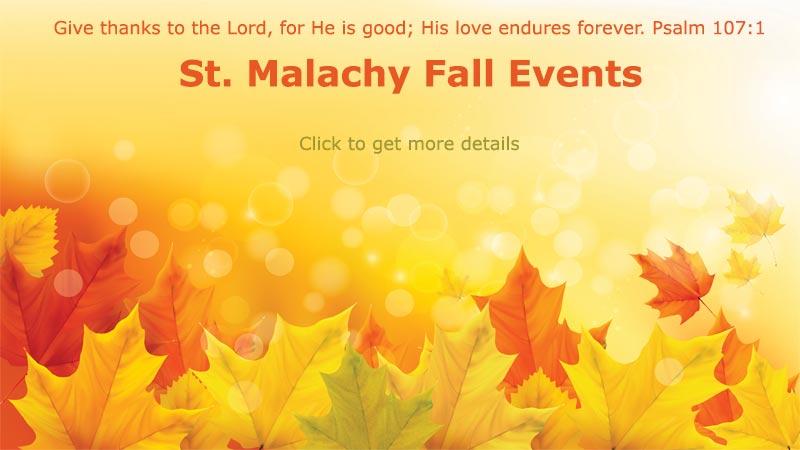 Give thanks to the Lord, for He is good; His love endures forever. Psalm 107:1
St. Malachy Fall Events
Click to get more details